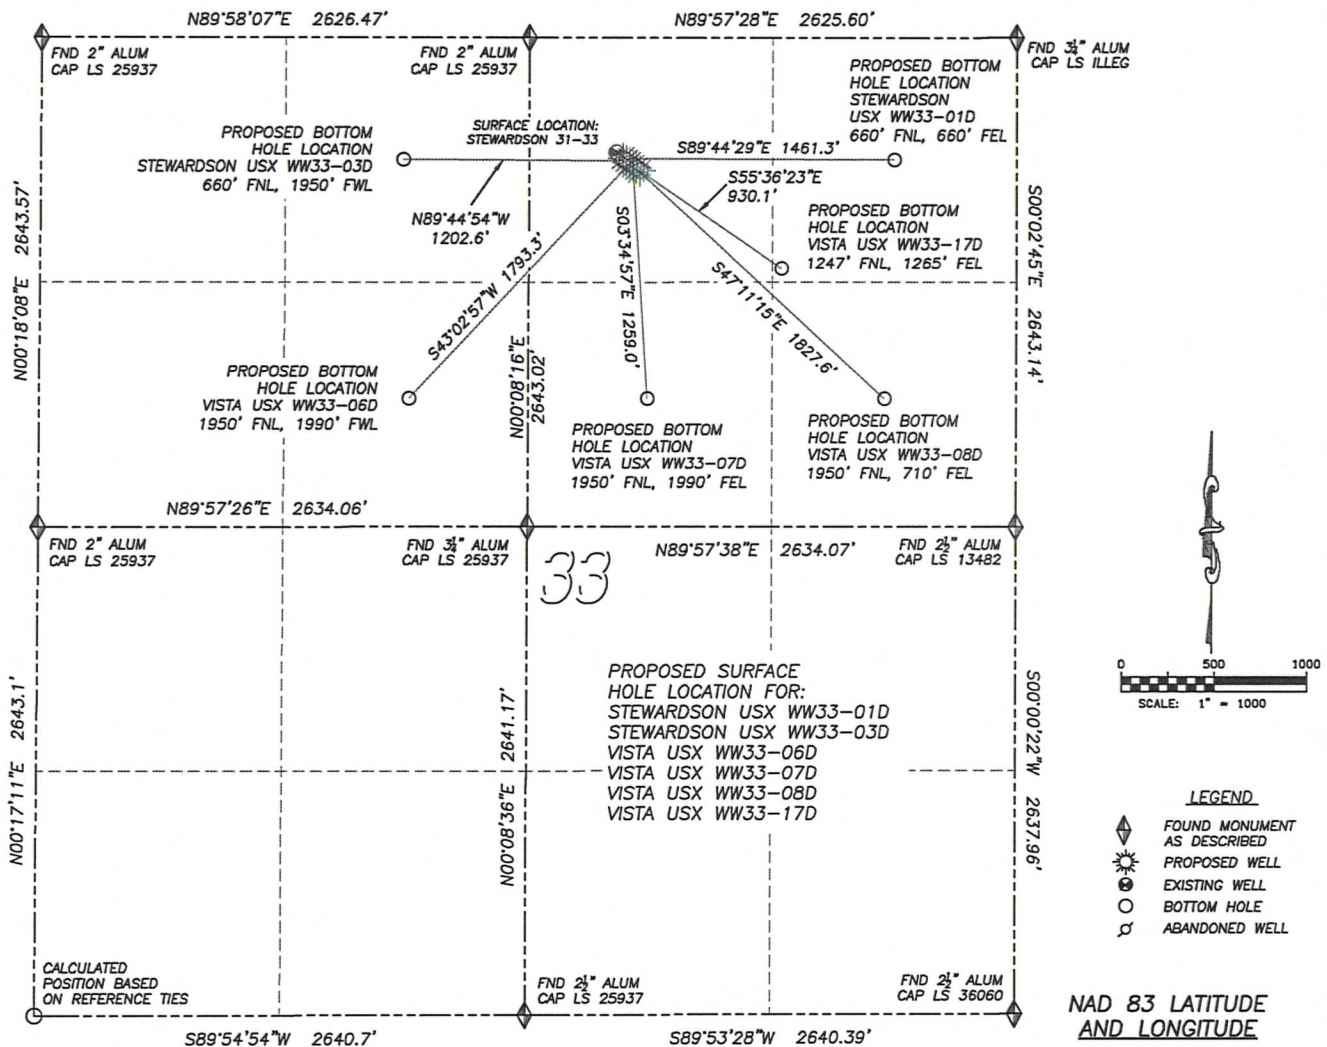 N89°58'07"E 2626.47'
N89°57'28"E 2625.60'
FND 2" ALUM
CAP LS 25937
FND 2" ALUM
CAP LS 25937
FND 3¼" ALUM
CAP LS ILLEG
PROPOSED BOTTOM
HOLE LOCATION
STEWARDSON
USX WW33-01D
660' FNL, 660' FEL
SURFACE LOCATION:
STEWARDSON 31-33
PROPOSED BOTTOM
HOLE LOCATION
STEWARDSON USX WW33-03D
660' FNL, 1950' FWL
S89°44'29"E 1461.3'
S55°36'23"E
930.1'
N89°44'54"W
1202.6'
PROPOSED BOTTOM
HOLE LOCATION
VISTA USX WW33-17D
1247' FNL, 1265' FEL
N00°18'08"E 2643.57'
S43°02'57"W 1793.3'
S03°34'57"E 1259.0'
S47°11'15"E 1827.6'
S00°02'45"E 2643.14'
N00°08'16"E
2643.02'
PROPOSED BOTTOM
HOLE LOCATION
VISTA USX WW33-06D
1950' FNL, 1990' FWL
PROPOSED BOTTOM
HOLE LOCATION
VISTA USX WW33-07D
1950' FNL, 1990' FEL
PROPOSED BOTTOM
HOLE LOCATION
VISTA USX WW33-08D
1950' FNL, 710' FEL
N89°57'26"E 2634.06'
N89°57'38"E 2634.07'
FND 2" ALUM
CAP LS 25937
FND 3¼" ALUM
CAP LS 25937
FND 2½" ALUM
CAP LS 13482
33
PROPOSED SURFACE
HOLE LOCATION FOR:
STEWARDSON USX WW33-01D
STEWARDSON USX WW33-03D
VISTA USX WW33-06D
VISTA USX WW33-07D
VISTA USX WW33-08D
VISTA USX WW33-17D
N00°17'11"E 2643.1'
N00°08'36"E 2641.17'
S00°00'22"W 2637.96'
0 500 1000
SCALE: 1" = 1000
LEGEND
FOUND MONUMENT
AS DESCRIBED
PROPOSED WELL
EXISTING WELL
BOTTOM HOLE
ABANDONED WELL
CALCULATED
POSITION BASED
ON REFERENCE TIES
FND 2½" ALUM
CAP LS 25937
FND 2½" ALUM
CAP LS 36060
S89°54'54"W 2640.7'
S89°53'28"W 2640.39'
NAD 83 LATITUDE
AND LONGITUDE